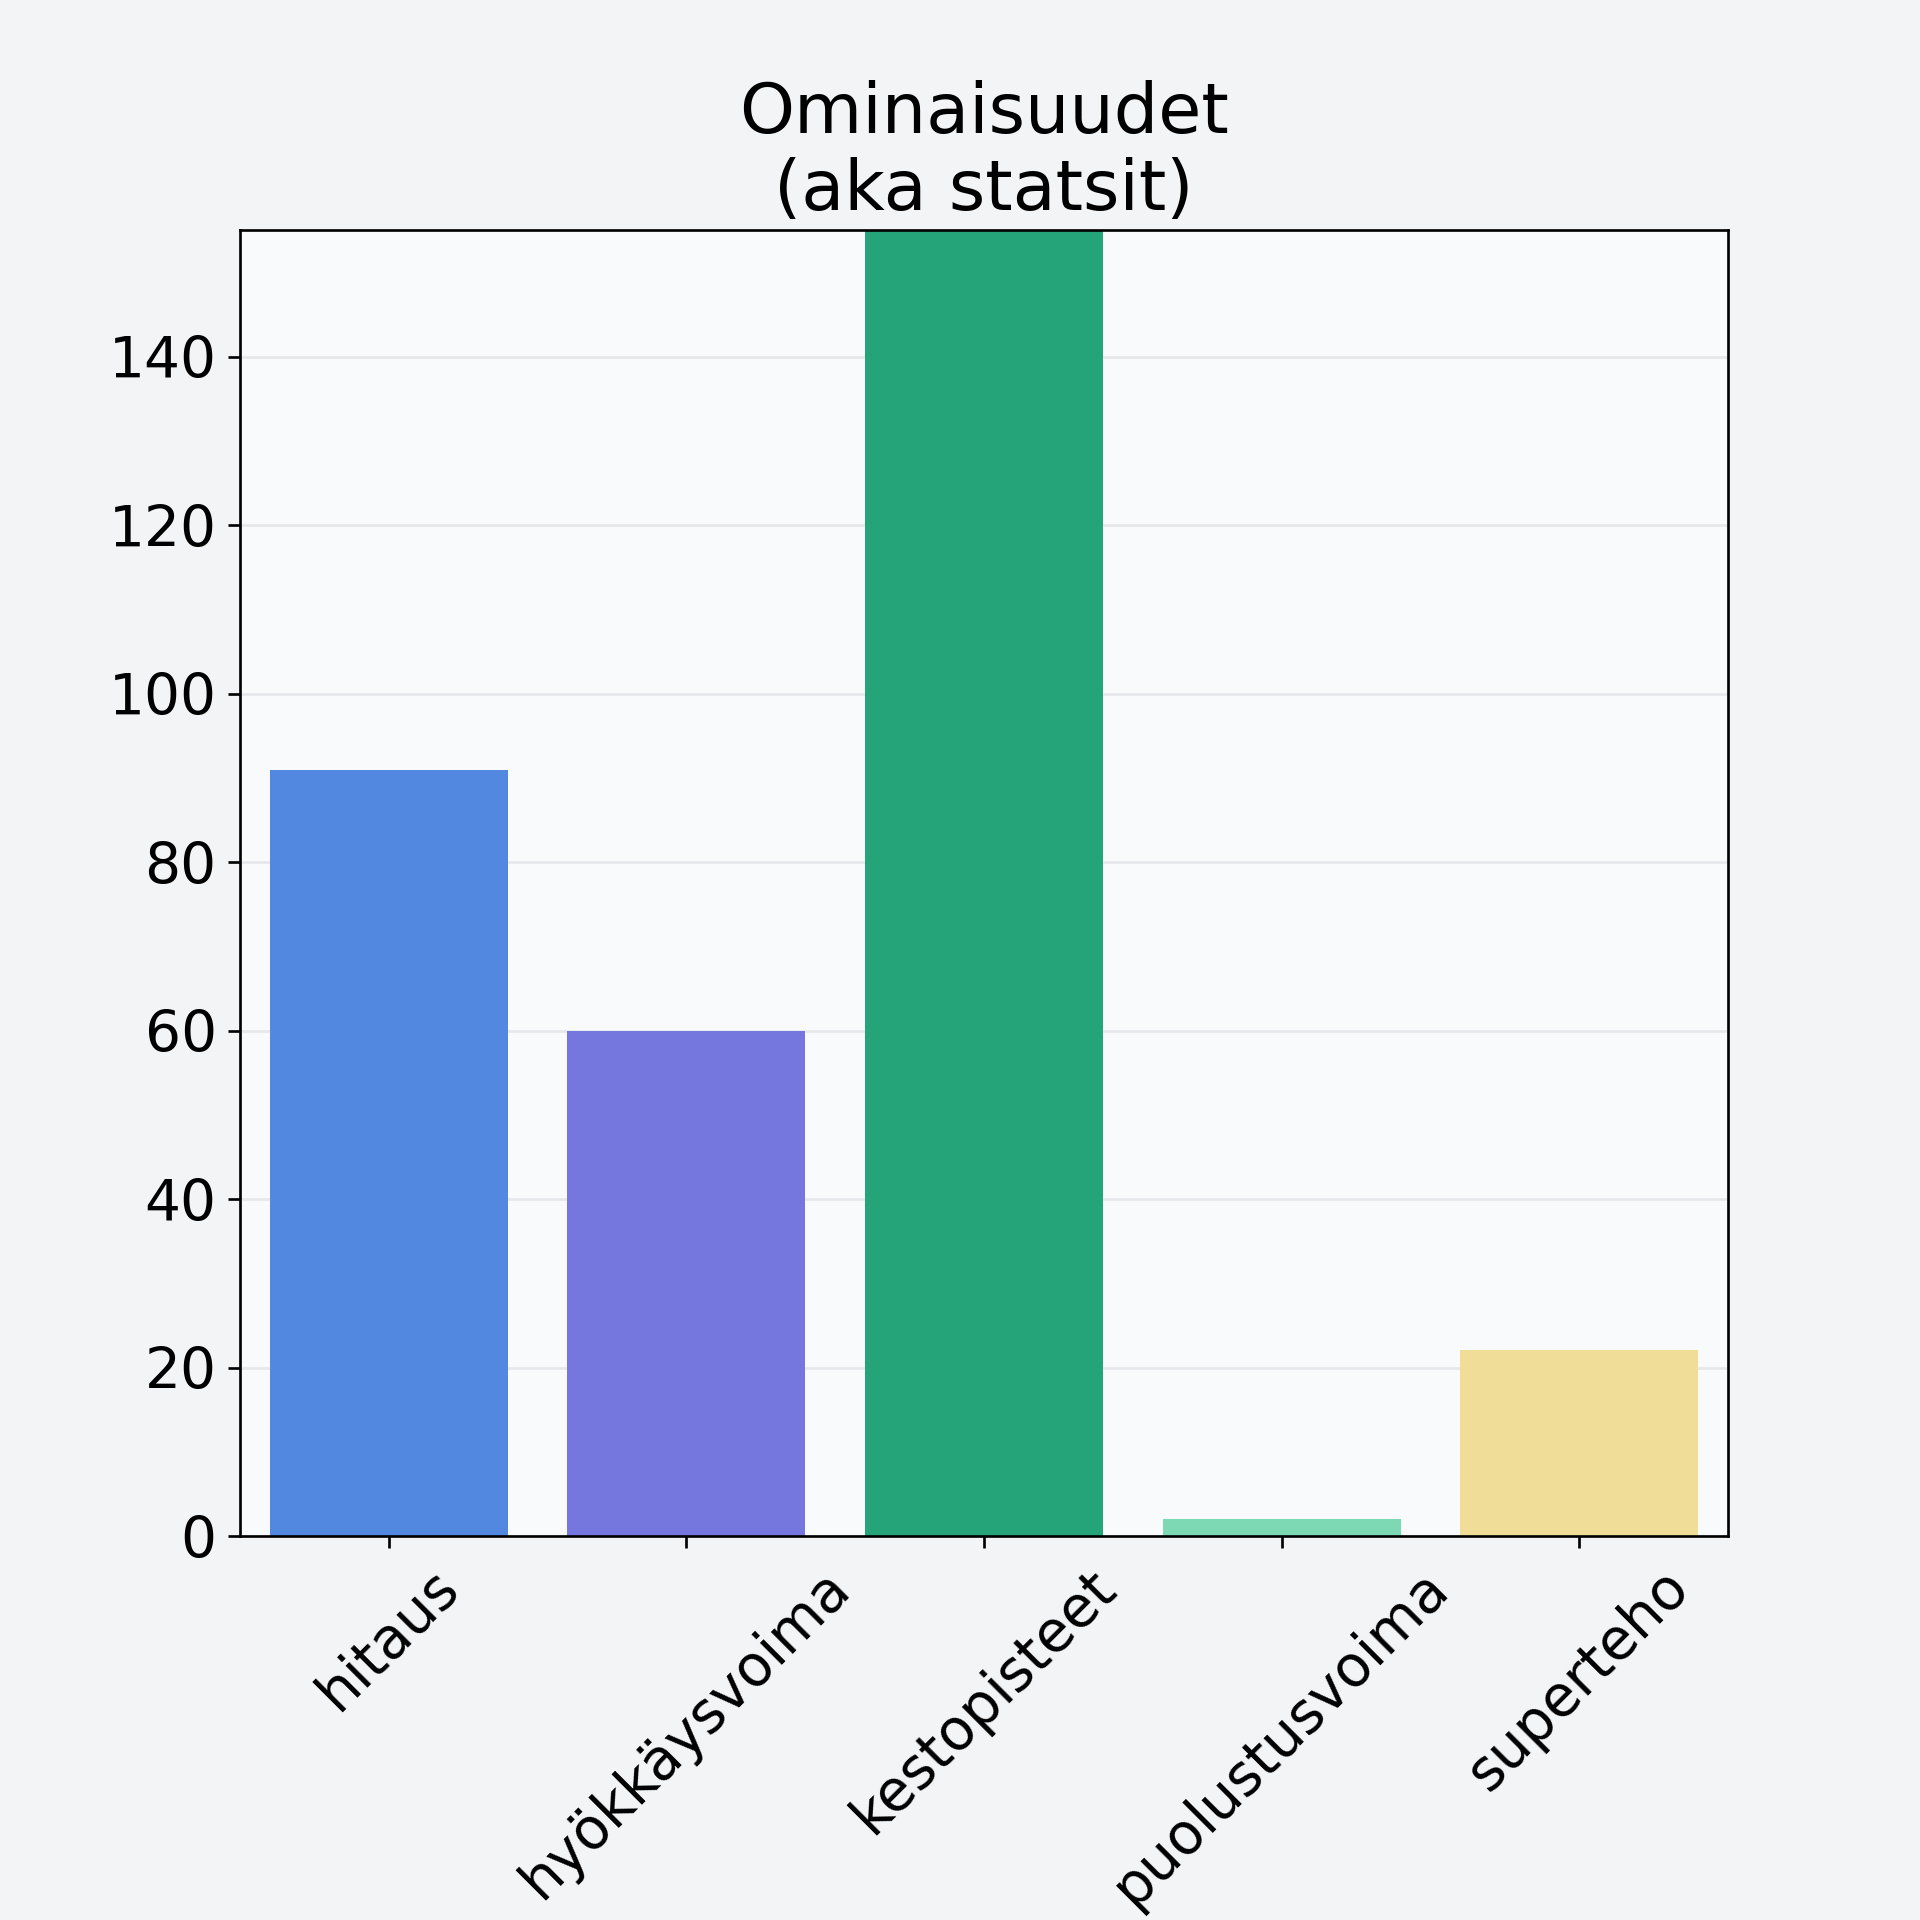 Ominaisuudet
(aka statsit)
140
120
100
80
60
40
20
0
hitaus
hyökkäysvoima
kestopisteet
puolustusvoima
superteho